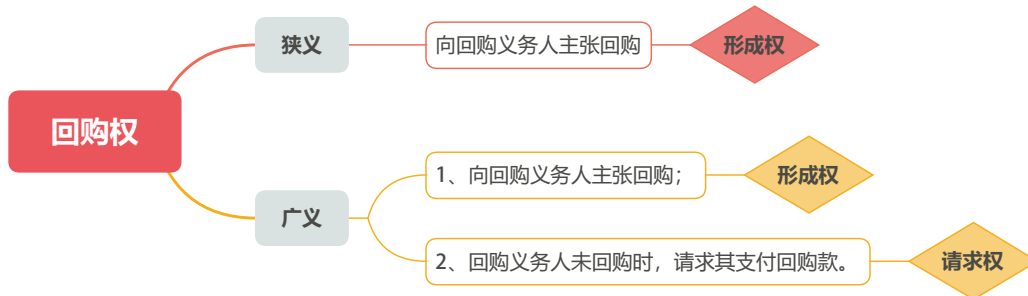 狭义
向回购义务人主张回购
形成权
回购权
1、向回购义务人主张回购；
形成权
广义
2、回购义务人未回购时，请求其支付回购款。
请求权